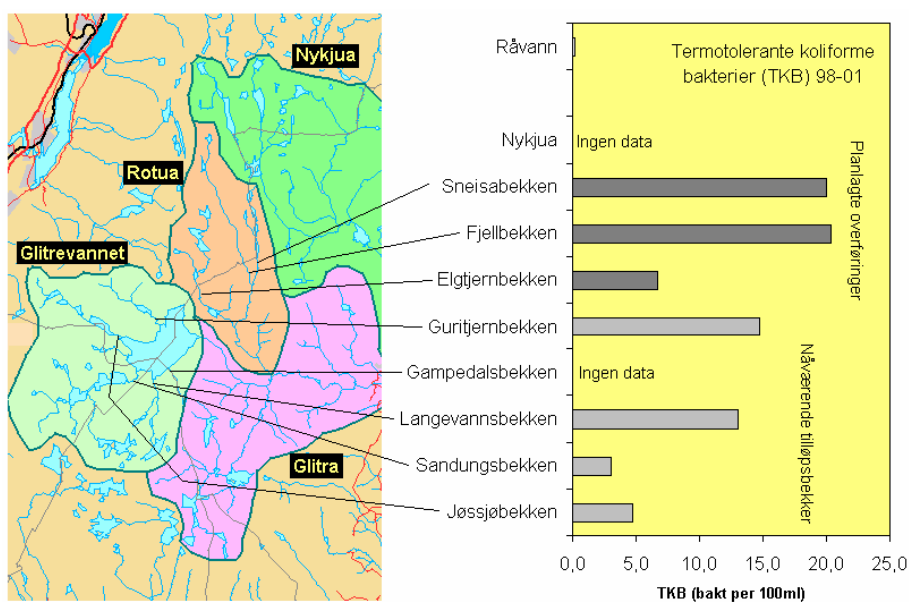 Nykjua
Rotua
Glitrevannet
Glitra
Råvann
Nykjua
Sneisabekken
Fjellbekken
Elgtjernbekken
Guritjernbekken
Gampedalsbekken
Langevannsbekken
Sandungsbekken
Jøssjøbekken
Termotolerante koliforme
bakterier (TKB) 98-01
Ingen data
Ingen data
Planlagte overføringer
Nåværende tilløpsbekker
0,0 5,0 10,0 15,0 20,0 25,0
TKB (bakt per 100ml)